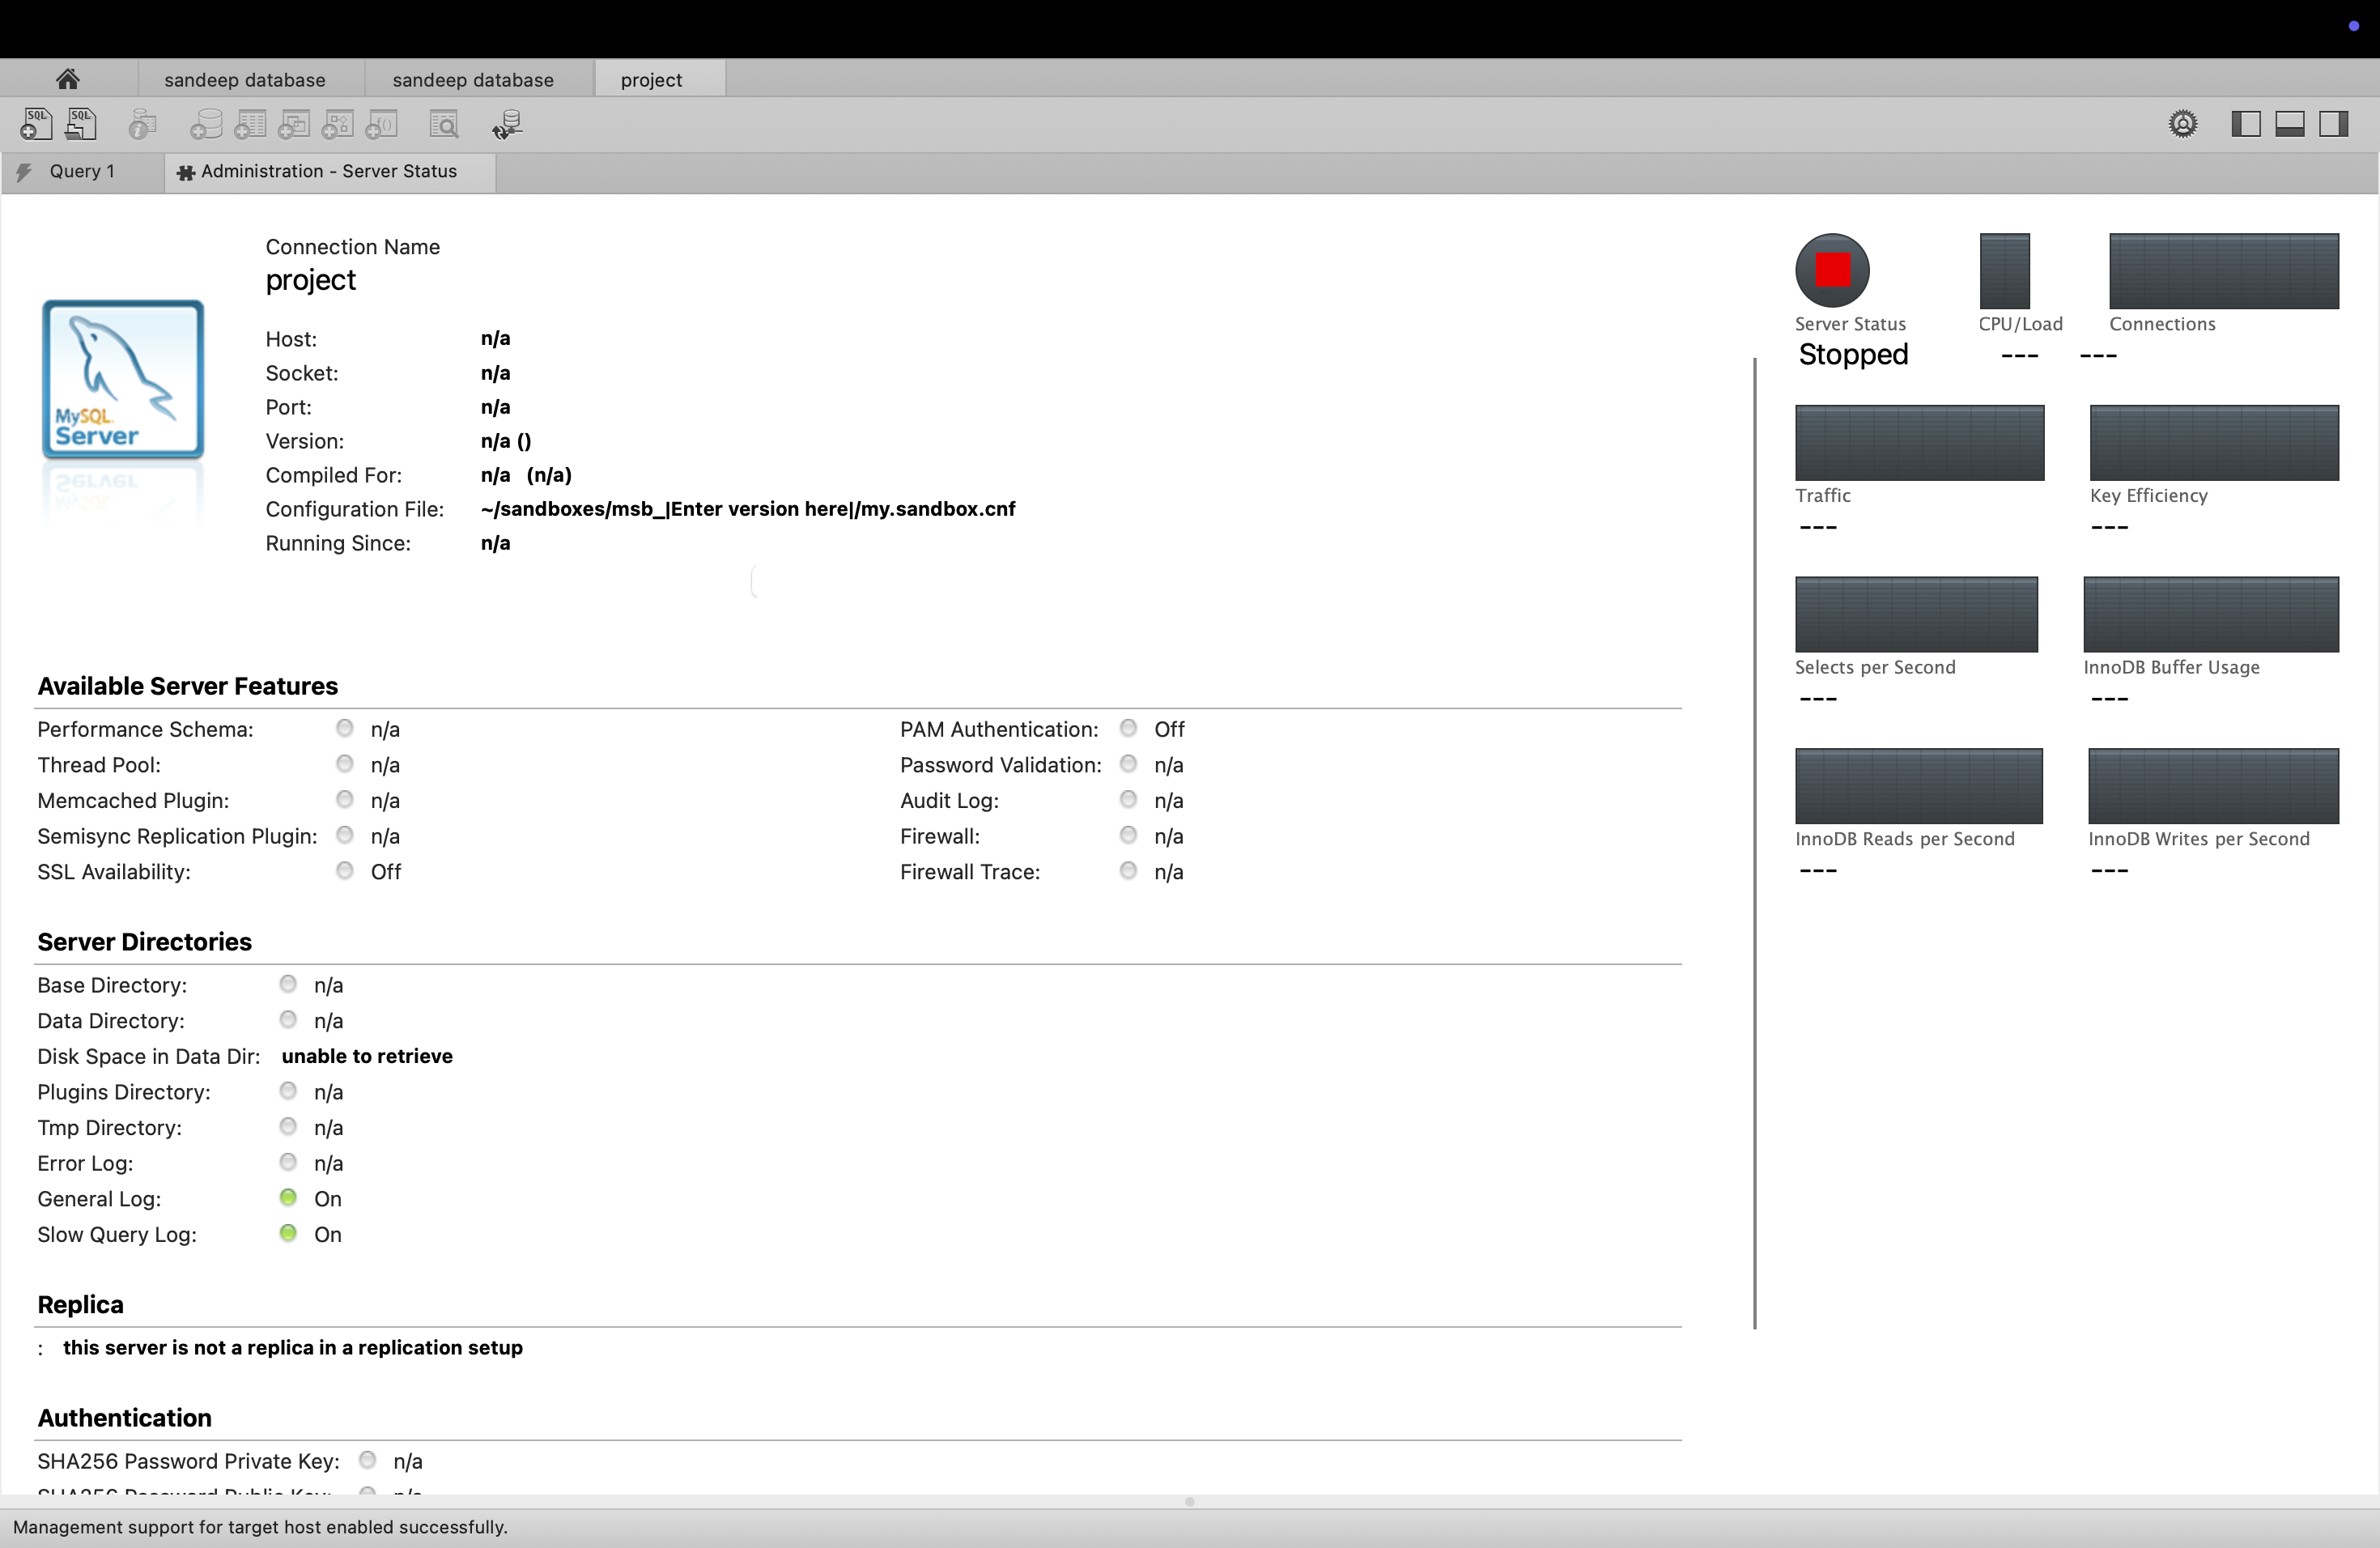 sandeep database
sandeep database
project
SQL
SQL
Query 1
Administration - Server Status
Connection Name
project
MySQL
Server
Host: n/a
Socket: n/a
Port: n/a
Version: n/a ()
Compiled For: n/a (n/a)
Configuration File: ~/sandboxes/msb_|Enter version here|/my.sandbox.cnf
Running Since: n/a
Server Status
Stopped
CPU/Load
---
Connections
---
Traffic
---
Key Efficiency
---
Selects per Second
---
InnoDB Buffer Usage
---
InnoDB Reads per Second
---
InnoDB Writes per Second
---
Available Server Features
Performance Schema: n/a
Thread Pool: n/a
Memcached Plugin: n/a
Semisync Replication Plugin: n/a
SSL Availability: Off
PAM Authentication: Off
Password Validation: n/a
Audit Log: n/a
Firewall: n/a
Firewall Trace: n/a
Server Directories
Base Directory: n/a
Data Directory: n/a
Disk Space in Data Dir: unable to retrieve
Plugins Directory: n/a
Tmp Directory: n/a
Error Log: n/a
General Log: On
Slow Query Log: On
Replica
: this server is not a replica in a replication setup
Authentication
SHA256 Password Private Key: n/a
SHA256 Password Public Key: n/a
Management support for target host enabled successfully.